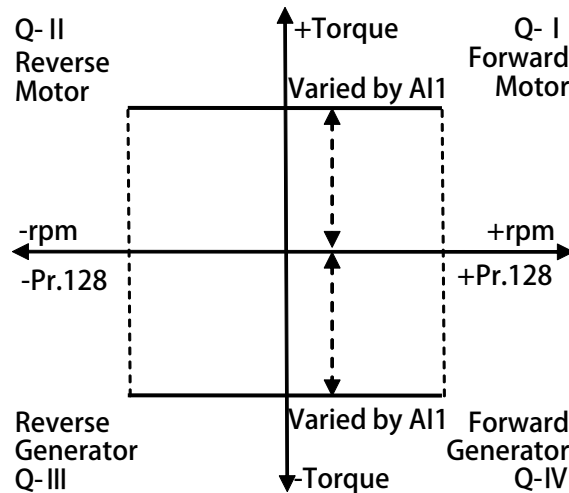 Q- II
Reverse
Motor
+Torque
Q- I
Forward
Motor
Varied by AI1
-rpm
+rpm
-Pr.128
+Pr.128
Varied by AI1
Reverse
Generator
Q-III
-Torque
Forward
Generator
Q-IV